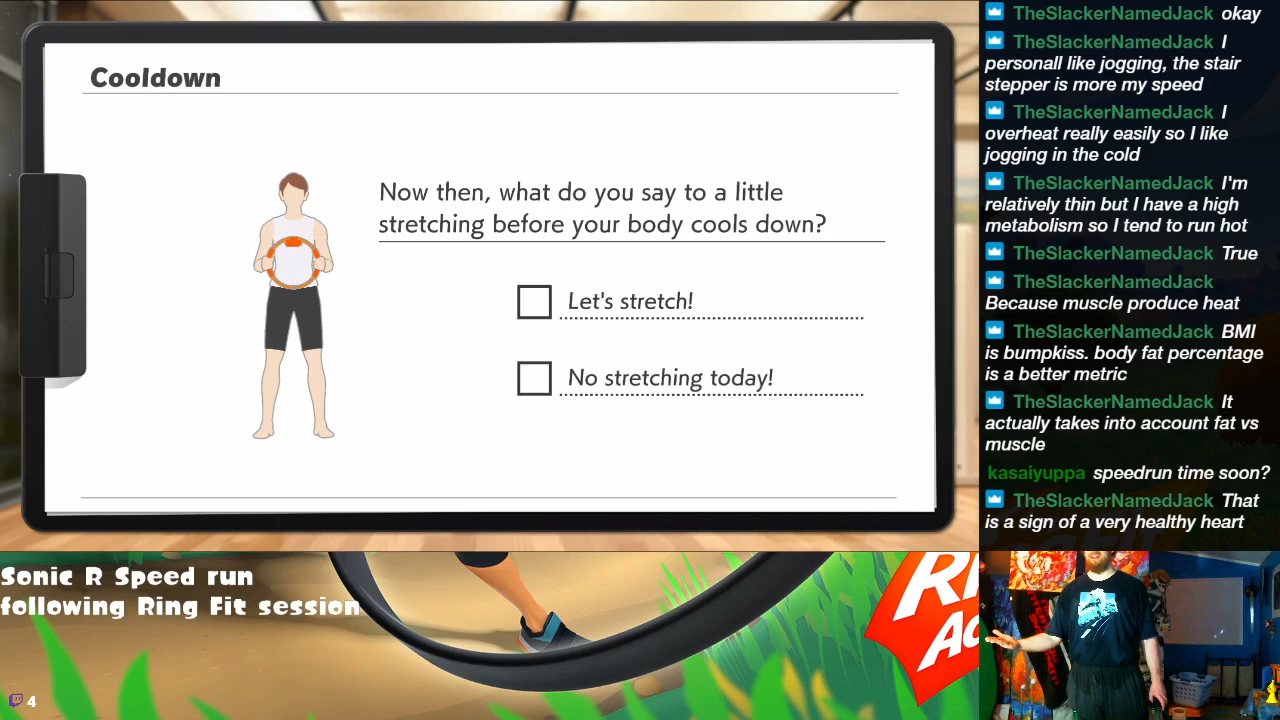 Cooldown
Now then, what do you say to a little
stretching before your body cools down?
Let's stretch!
No stretching today!
TheSlackerNamedJack okay
TheSlackerNamedJack I
personall like jogging, the stair
stepper is more my speed
TheSlackerNamedJack I
overheat really easily so I like
jogging in the cold
TheSlackerNamedJack I'm
relatively thin but I have a high
metabolism so I tend to run hot
TheSlackerNamedJack True
TheSlackerNamedJack
Because muscle produce heat
TheSlackerNamedJack BMI
is bumpkiss. body fat percentage
is a better metric
TheSlackerNamedJack It
actually takes into account fat vs
muscle
kasaiyuppa speedrun time soon?
TheSlackerNamedJack That
is a sign of a very healthy heart
Sonic R Speed run
following Ring Fit session
4